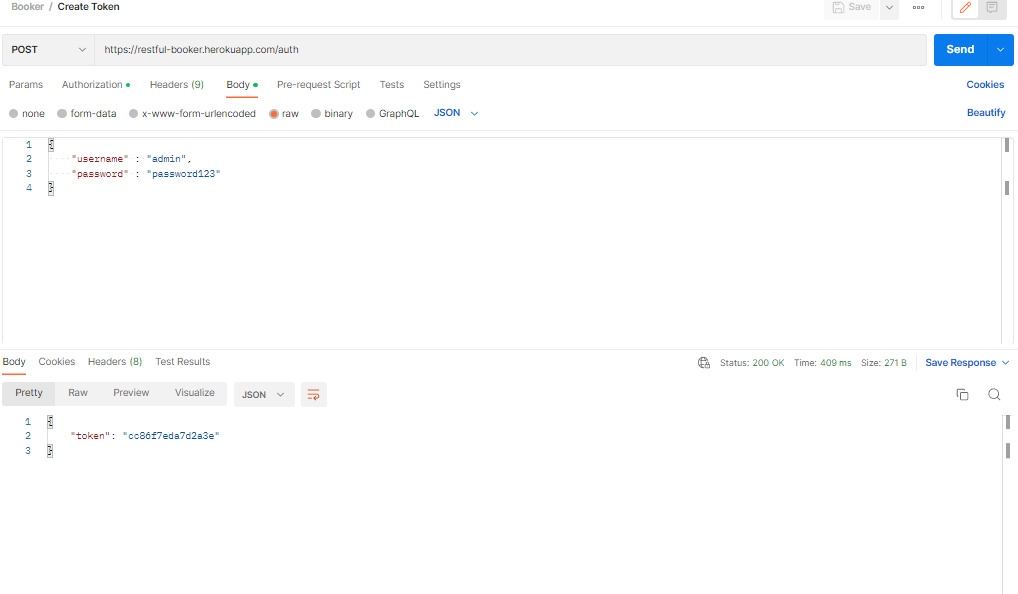 Booker / Create Token
Save
POST
https://restful-booker.herokuapp.com/auth
Send
Params Authorization Headers (9) Body Pre-request Script Tests Settings
Cookies
none form-data x-www-form-urlencoded raw binary GraphQL JSON
Beautify
1 {
2 "username" : "admin",
3 "password" : "password123"
4 }
Body Cookies Headers (8) Test Results
Status: 200 OK Time: 409 ms Size: 271 B Save Response
Pretty Raw Preview Visualize JSON
1 {
2 "token": "cc86f7eda7d2a3e"
3 }